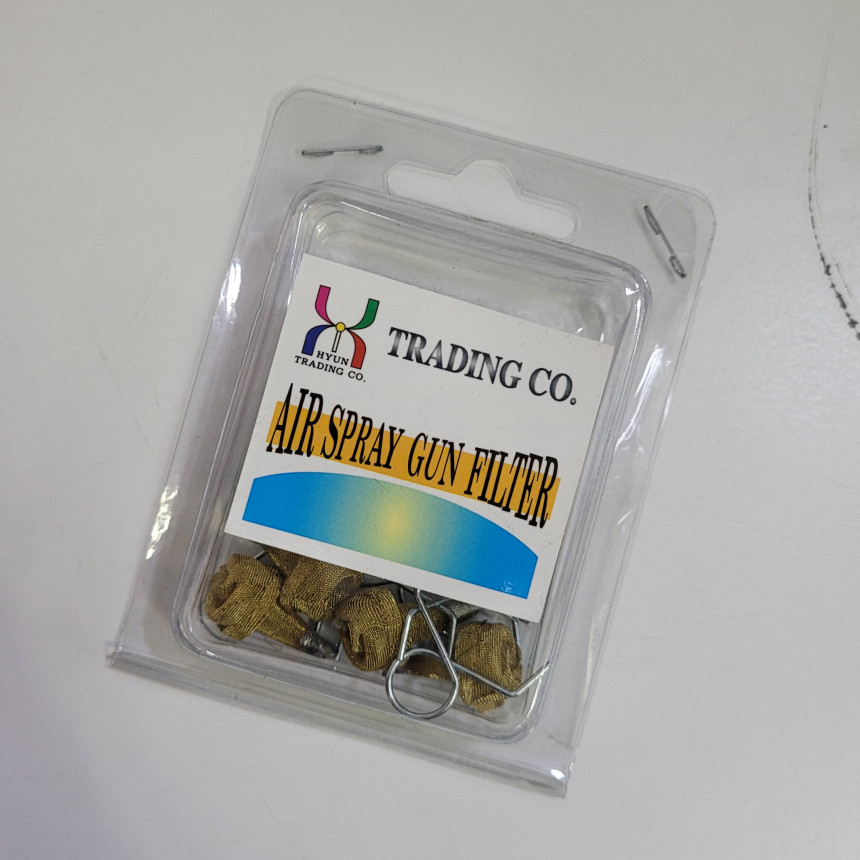 HYUN
TRADING CO.
TRADING CO.
AIR SPRAY GUN FILTER